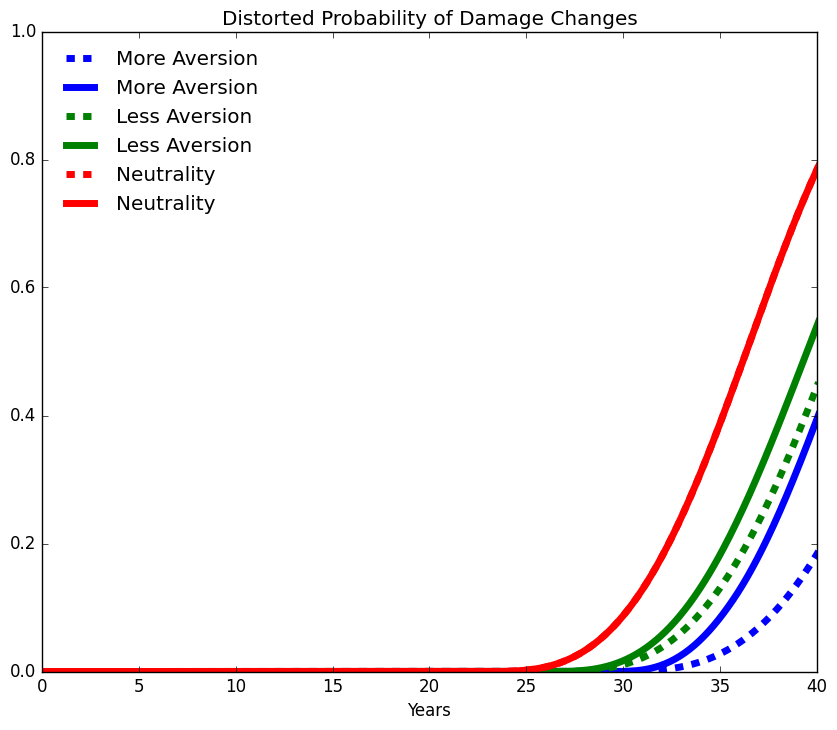 Distorted Probability of Damage Changes
1.0
0.8
0.6
0.4
0.2
0.0
More Aversion
More Aversion
Less Aversion
Less Aversion
Neutrality
Neutrality
0 5 10 15 20 25 30 35 40
Years